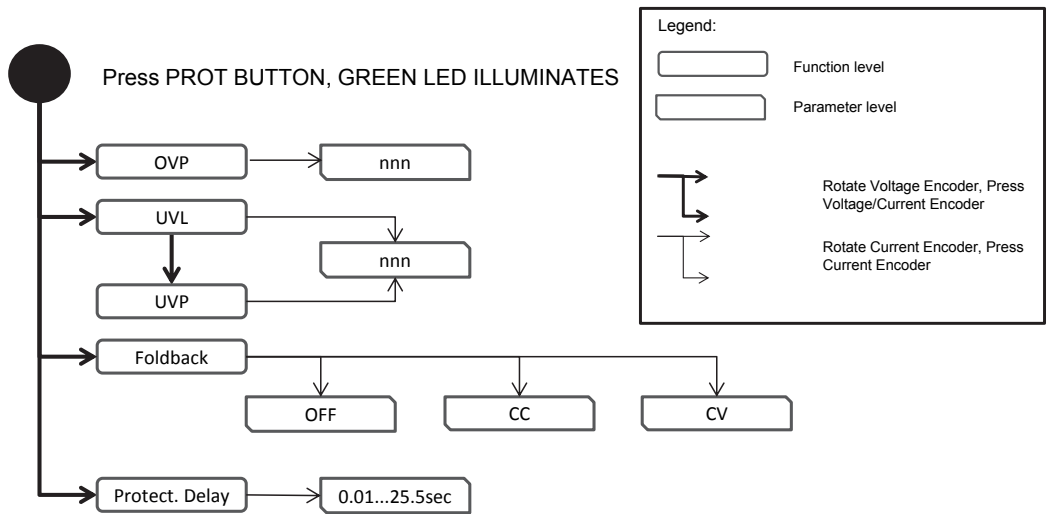 Press PROT BUTTON, GREEN LED ILLUMINATES
OVP
nnn
UVL
nnn
UVP
Foldback
OFF
CC
CV
Protect. Delay
0.01...25.5sec
Legend:
Function level
Parameter level
Rotate Voltage Encoder, Press
Voltage/Current Encoder
Rotate Current Encoder, Press
Current Encoder